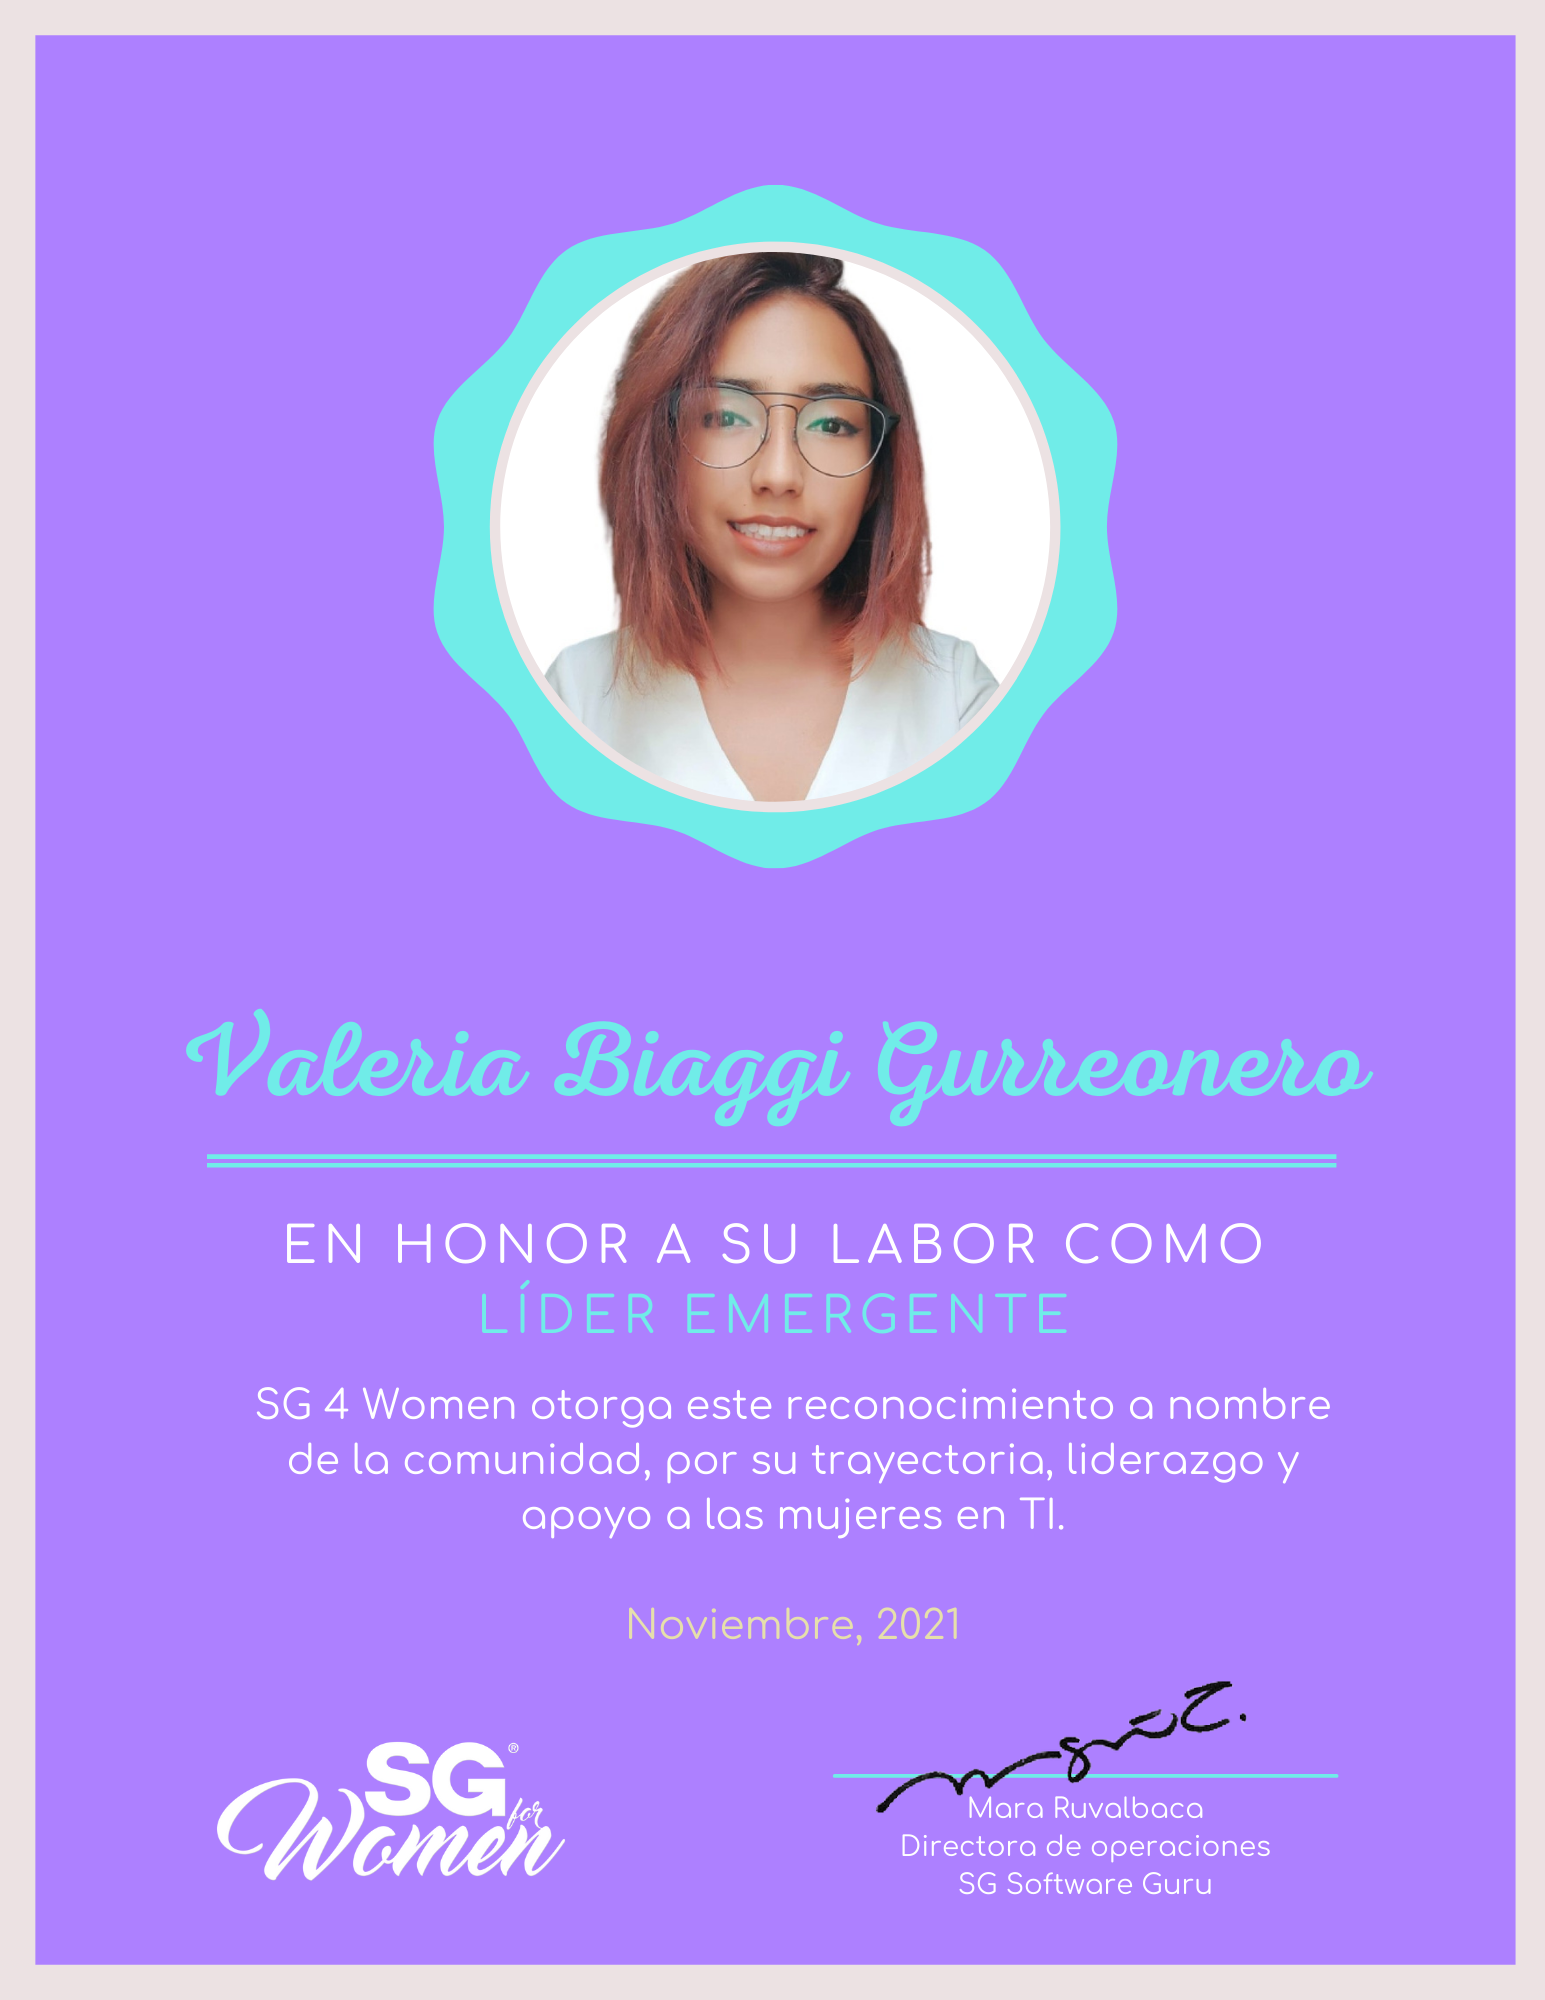 Valeria Biaggi Gurreonero
EN HONOR A SU LABOR COMO
LÍDER EMERGENTE
SG 4 Women otorga este reconocimiento a nombre
de la comunidad, por su trayectoria, liderazgo y
apoyo a las mujeres en TI.
Noviembre, 2021
SG®
for
Women
Mara Ruvalbaca
Directora de operaciones
SG Software Guru